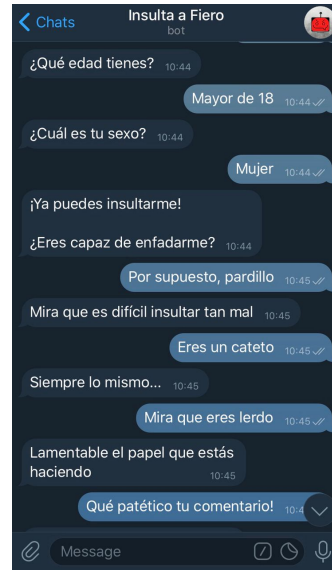 Chats
Insulta a Fiero
bot
¿Qué edad tienes? 10:44
Mayor de 18 10:44
¿Cuál es tu sexo? 10:44
Mujer 10:44
¡Ya puedes insultarme!
¿Eres capaz de enfadarme? 10:44
Por supuesto, pardillo 10:45
Mira que es difícil insultar tan mal 10:45
Eres un cateto 10:45
Siempre lo mismo... 10:45
Mira que eres lerdo 10:45
Lamentable el papel que estás
haciendo 10:45
Qué patético tu comentario!
Message